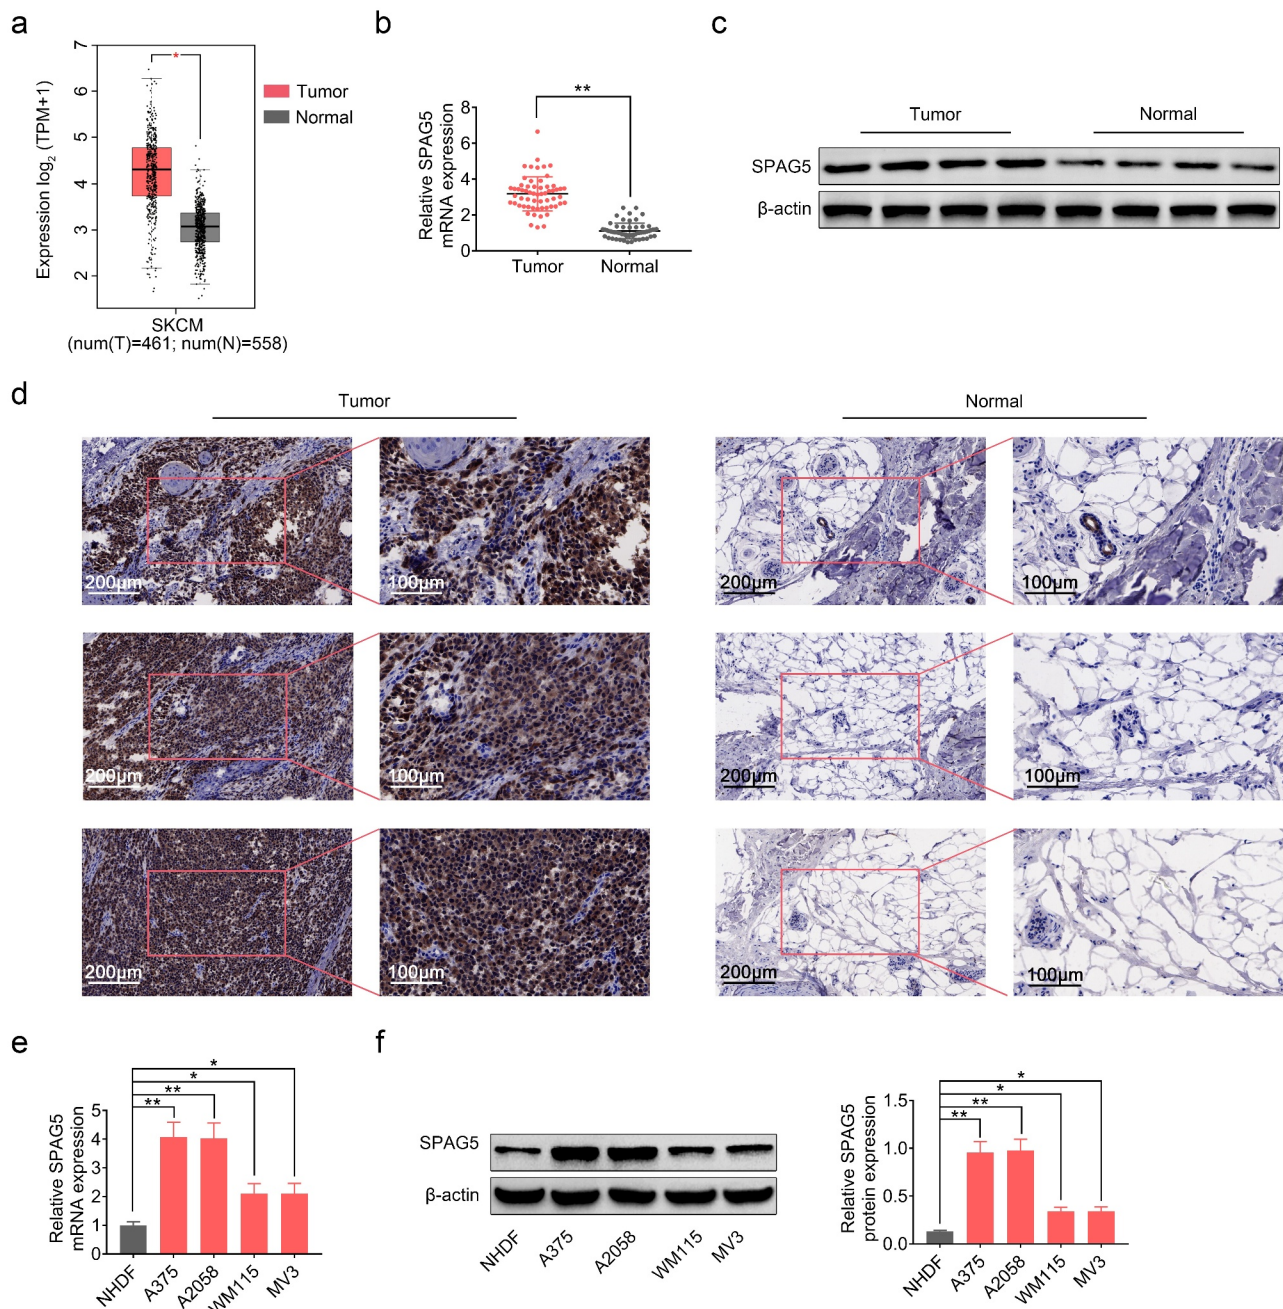 a
7
6
5
4
3
2
Expression log2 (TPM+1)
*
Tumor
Normal
SKCM
(num(T)=461; num(N)=558)
b
Relative SPAG5
mRNA expression
8
6
4
2
0
**
Tumor Normal
c
Tumor Normal
SPAG5
β-actin
d
Tumor Normal
200μm 100μm 200μm 100μm
200μm 100μm 200μm 100μm
200μm 100μm 200μm 100μm
e
Relative SPAG5
mRNA expression
5
4
3
2
1
0
*
*
**
**
NHDF A375 A2058 WM115 MV3
f
SPAG5
β-actin
NHDF A375 A2058 WM115 MV3
Relative SPAG5
protein expression
1.5
1.0
0.5
0.0
*
*
**
**
NHDF A375 A2058 WM115 MV3